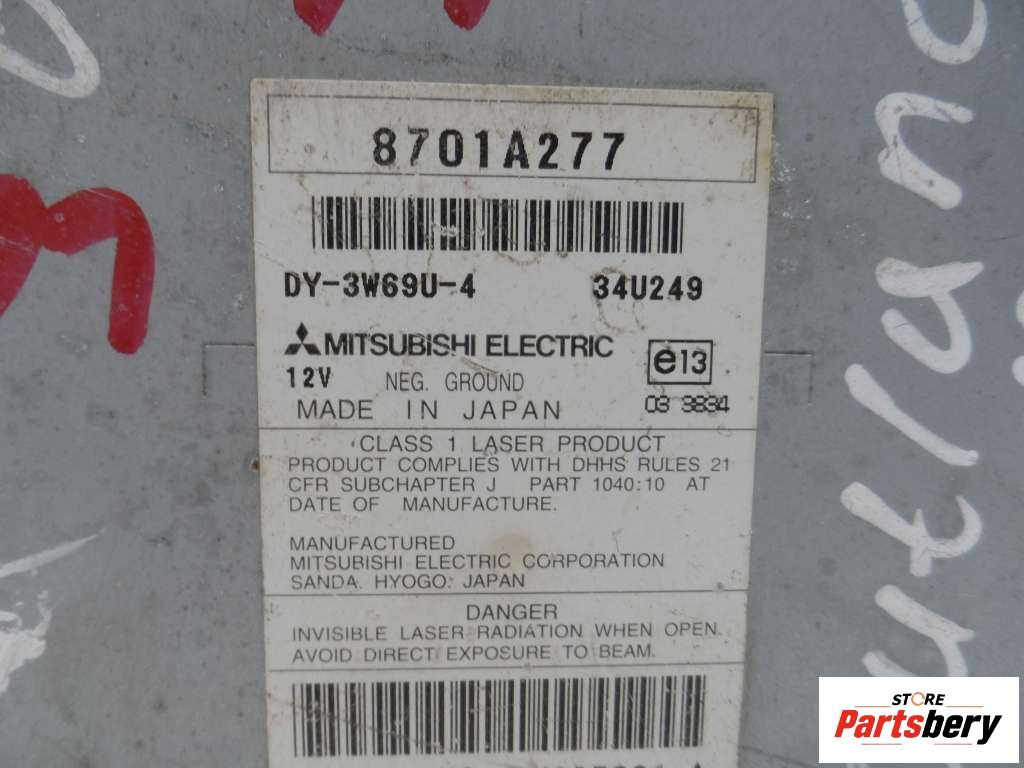 8701A277
DY-3W69U-4 34U249
MITSUBISHI ELECTRIC
e13
12V NEG. GROUND
MADE IN JAPAN 03 3834
CLASS 1 LASER PRODUCT
PRODUCT COMPLIES WITH DHHS RULES 21
CFR SUBCHAPTER J PART 1040:10 AT
DATE OF MANUFACTURE.
MANUFACTURED
MITSUBISHI ELECTRIC CORPORATION
SANDA. HYOGO. JAPAN
DANGER
INVISIBLE LASER RADIATION WHEN OPEN.
AVOID DIRECT EXPOSURE TO BEAM.
STORE
Partsbery